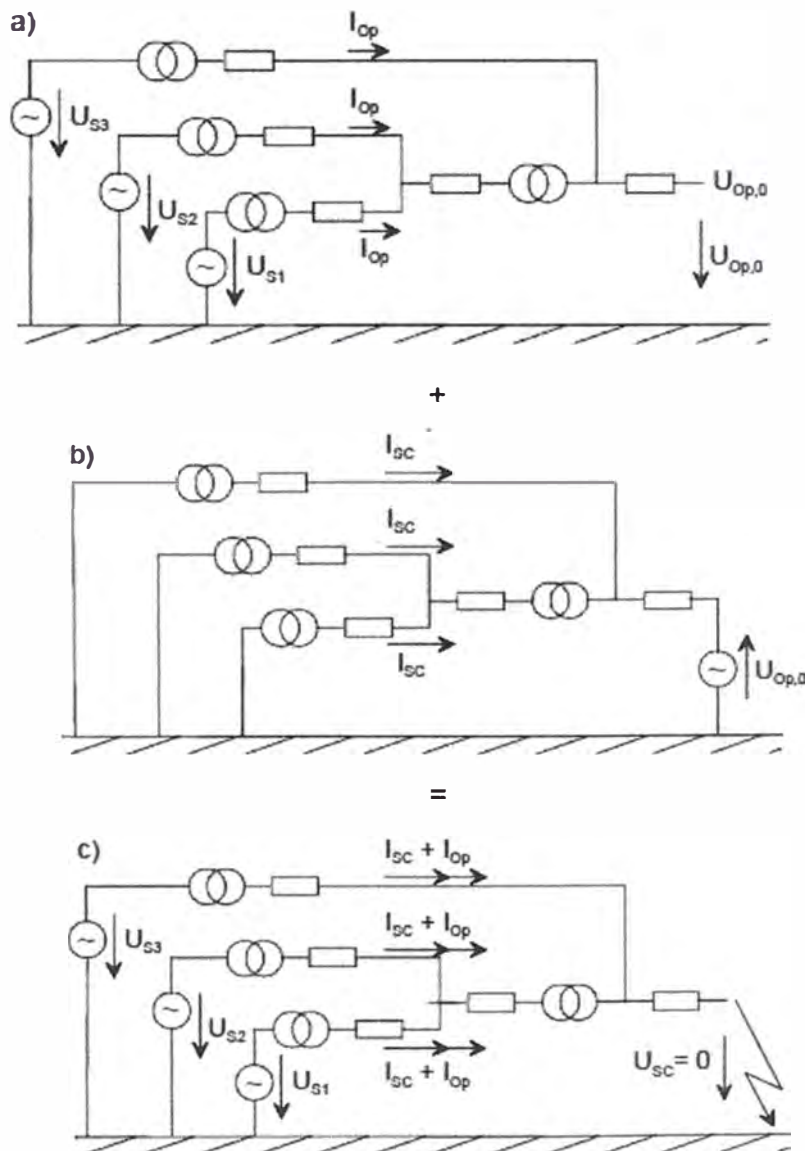 a)
I_Op
U_S3
I_Op
U_S2
U_S1
I_Op
U_Op,0
U_Op,0
+
b)
I_SC
I_SC
I_SC
U_Op,0
=
c)
I_SC + I_Op
U_S3
I_SC + I_Op
U_S2
U_S1
I_SC + I_Op
U_SC = 0